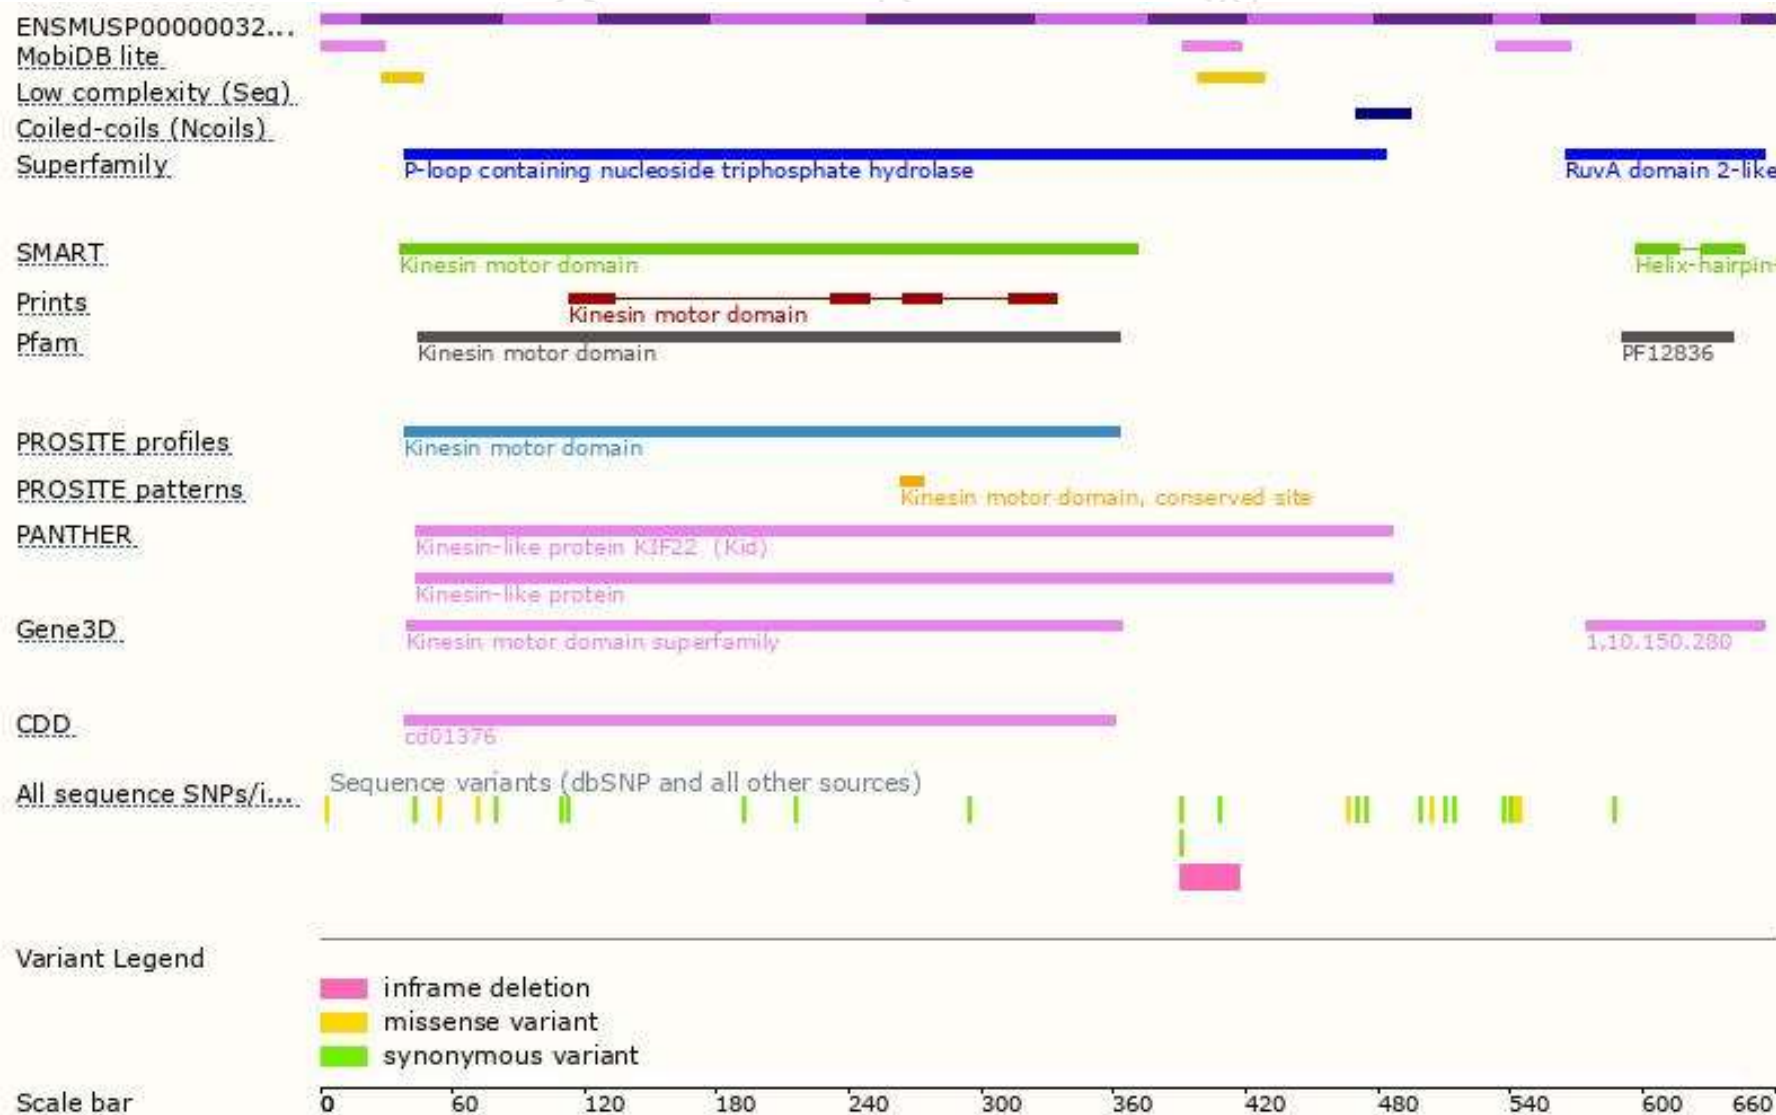 ENSMUSP00000032...
MobiDB lite
Low complexity (Seg)
Coiled-coils (Ncoils)
Superfamily
P-loop containing nucleoside triphosphate hydrolase
RuvA domain 2-like
SMART
Kinesin motor domain
Helix-hairpin-
Prints
Kinesin motor domain
Pfam
Kinesin motor domain
PF12836
PROSITE profiles
Kinesin motor domain
PROSITE patterns
Kinesin motor domain, conserved site
PANTHER
Kinesin-like protein KIF22 (Kid)
Kinesin-like protein
Gene3D
Kinesin motor domain superfamily
1.10.150.280
CDD
cd01376
Sequence variants (dbSNP and all other sources)
All sequence SNPs/i...
Variant Legend
inframe deletion
missense variant
synonymous variant
Scale bar
0 60 120 180 240 300 360 420 480 540 600 660